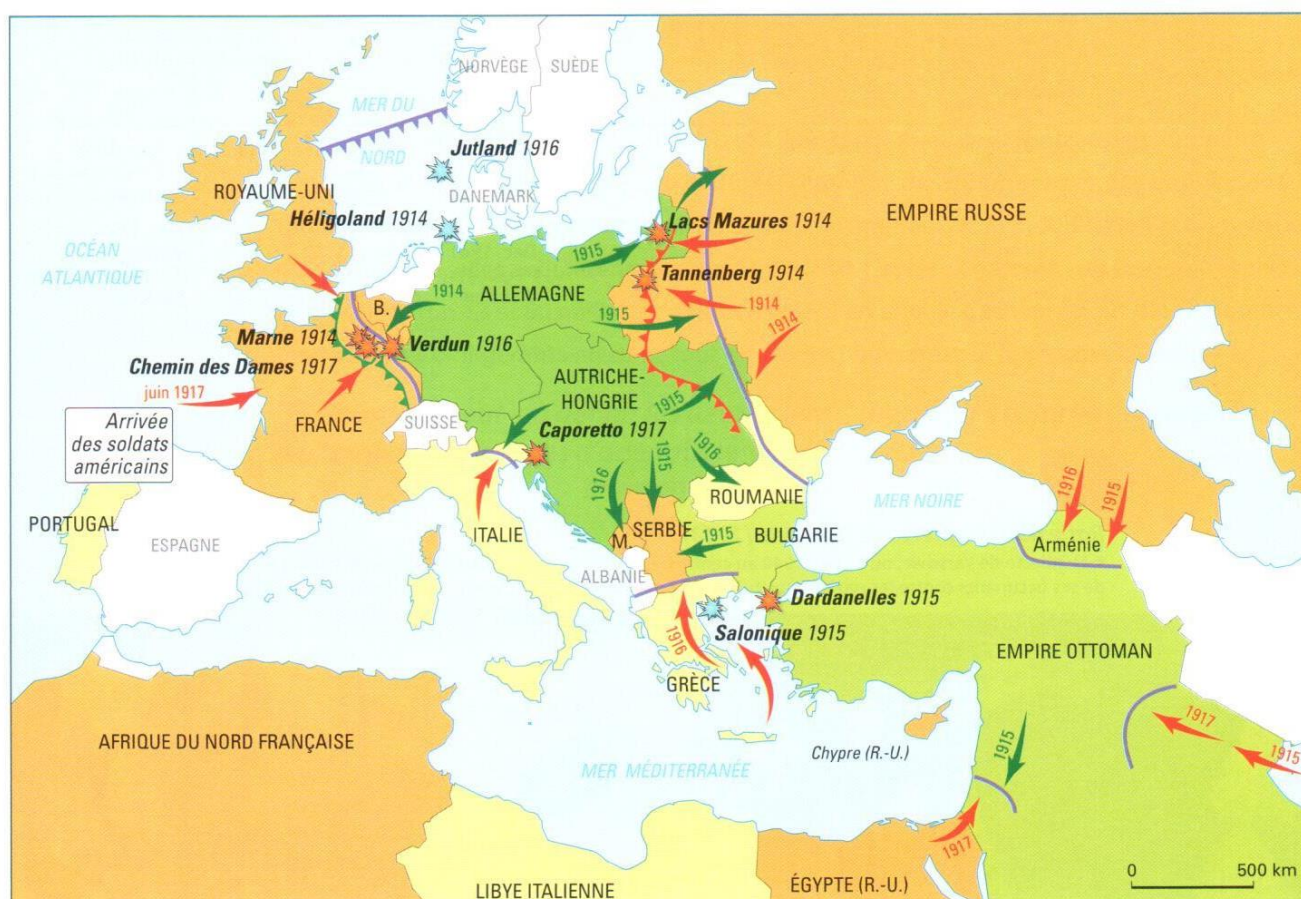 NORVÈGE
SUÈDE
MER DU
NORD
Jutland 1916
ROYAUME-UNI
DANEMARK
Héligoland 1914
Lacs Mazures 1914
EMPIRE RUSSE
OCÉAN
ATLANTIQUE
1915
ALLEMAGNE
Tannenberg 1914
1914
B.
1914
1915
1914
Marne 1914
Verdun 1916
Chemin des Dames 1917
AUTRICHE-
HONGRIE
1915
juin 1917
Arrivée
des soldats
américains
FRANCE
SUISSE
Caporetto 1917
1916
1915
1916
ROUMANIE
MER NOIRE
1916
1915
PORTUGAL
ESPAGNE
ITALIE
M.
SERBIE
1915
BULGARIE
Arménie
ALBANIE
Dardanelles 1915
Salonique 1915
1916
GRÈCE
EMPIRE OTTOMAN
AFRIQUE DU NORD FRANÇAISE
MER MÉDITERRANÉE
Chypre (R.-U.)
1915
1917
1915
1917
LIBYE ITALIENNE
ÉGYPTE (R.-U.)
0 500 km